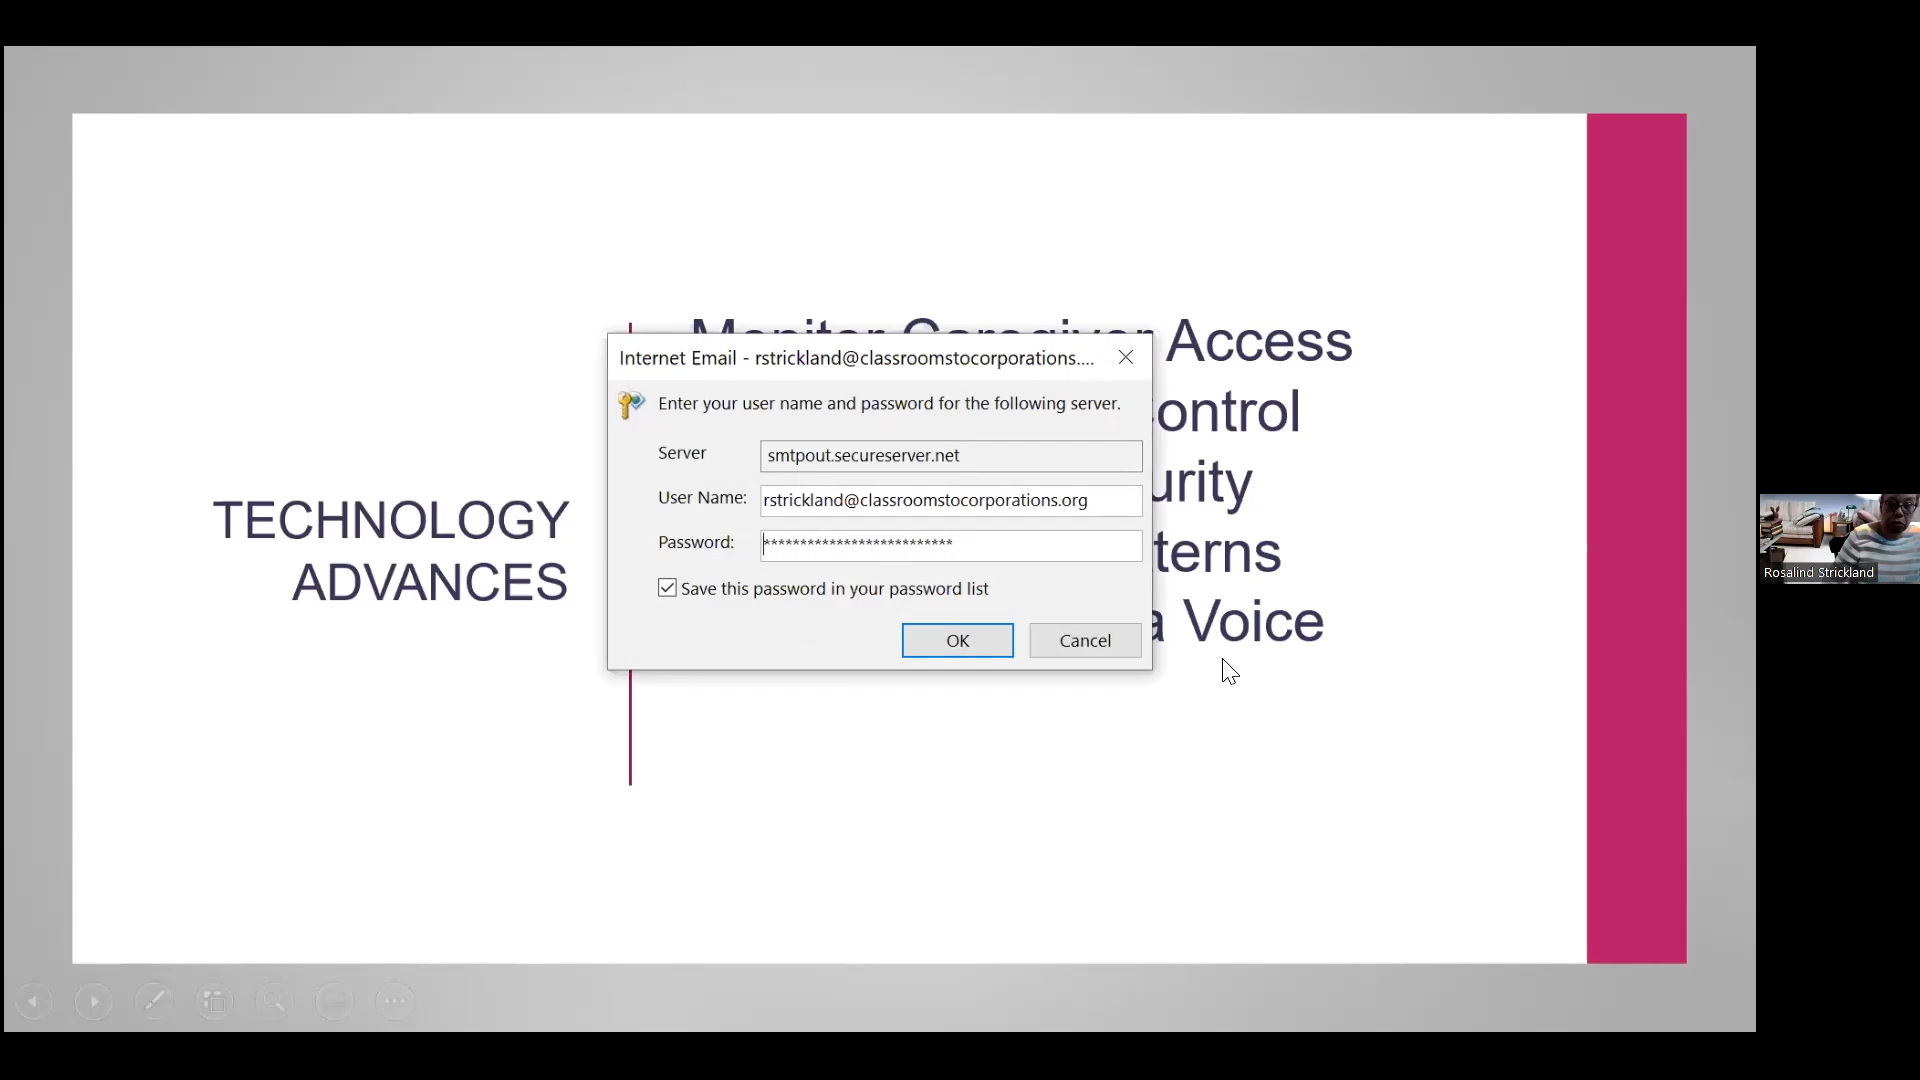 TECHNOLOGY
ADVANCES
Monitor Caregiver Access
ontrol
urity
terns
a Voice
Internet Email - rstrickland@classroomstocorporations....
Enter your user name and password for the following server.
Server
smtpout.secureserver.net
User Name:
rstrickland@classroomstocorporations.org
Password:
**************************
Save this password in your password list
OK
Cancel
Rosalind Strickland